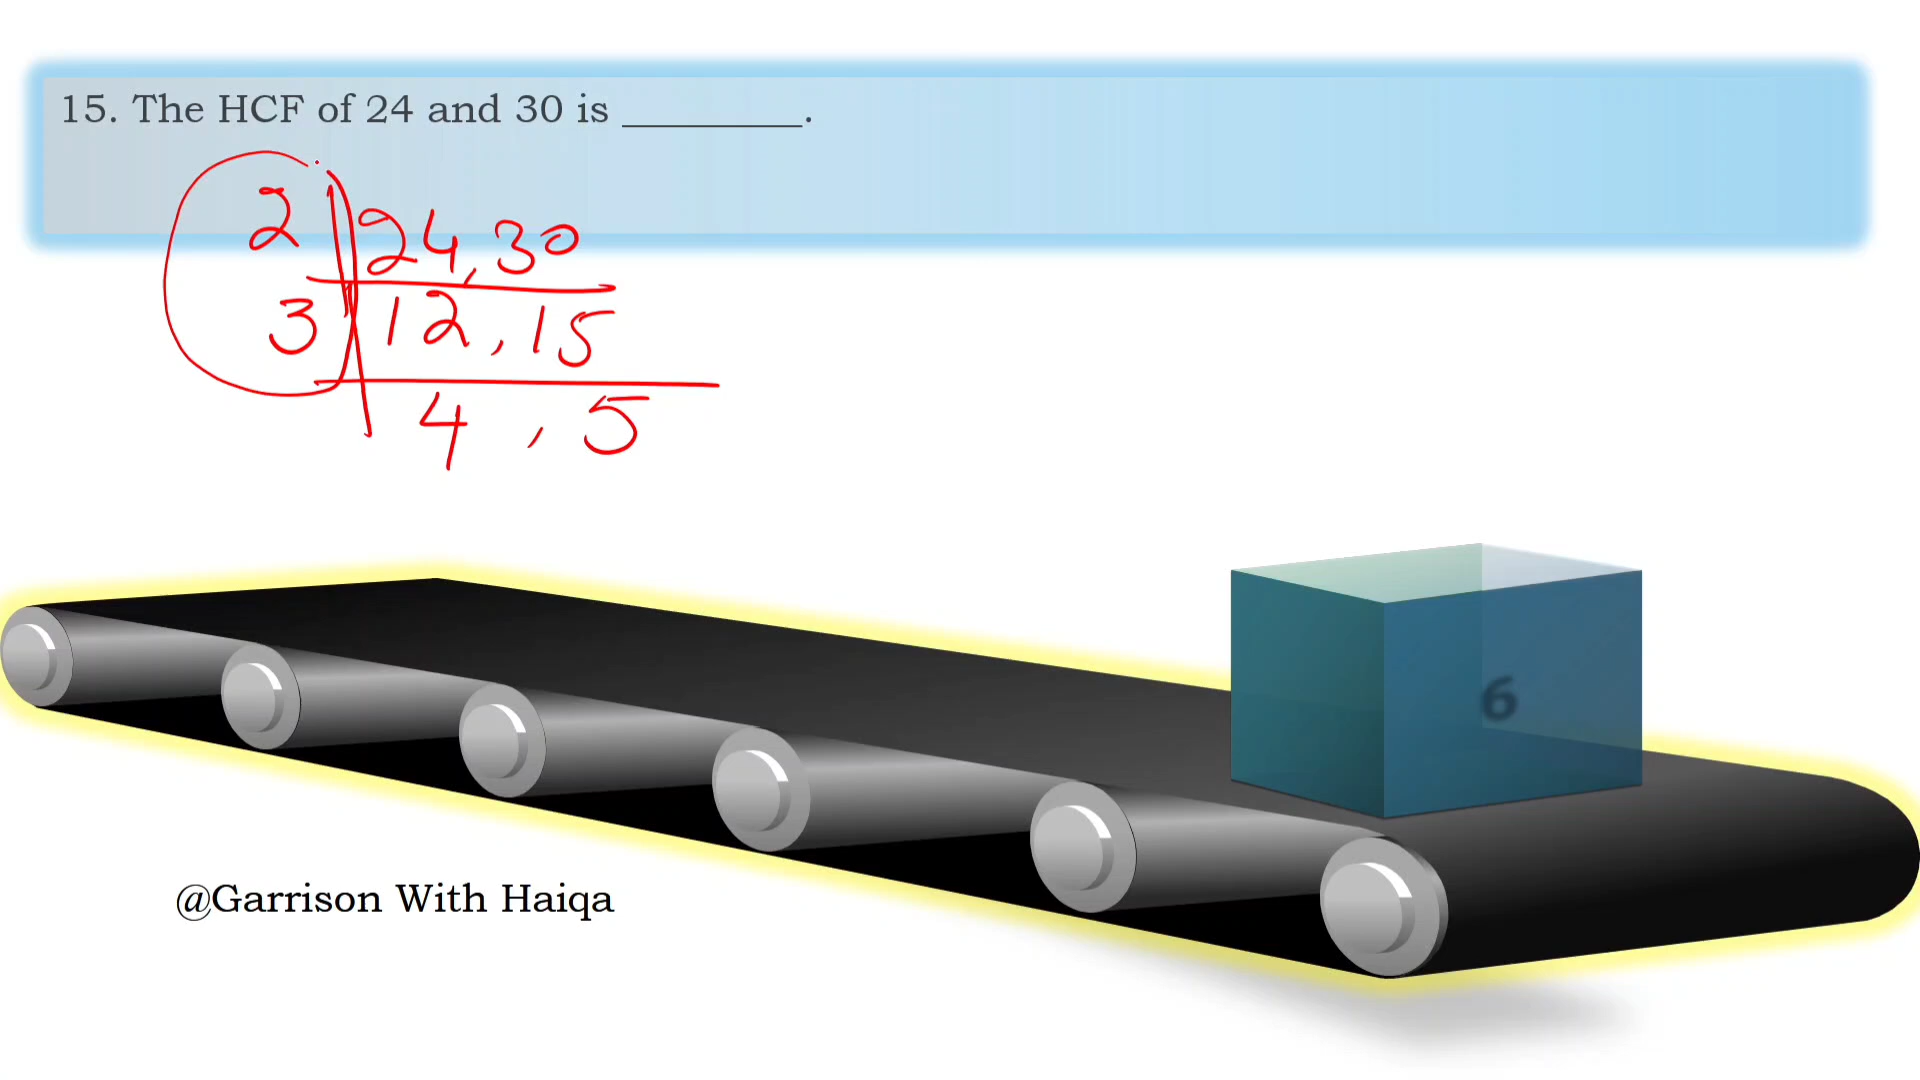 15. The HCF of 24 and 30 is _________.
2 24, 30
3 12, 15
4, 5
6
@Garrison With Haiqa